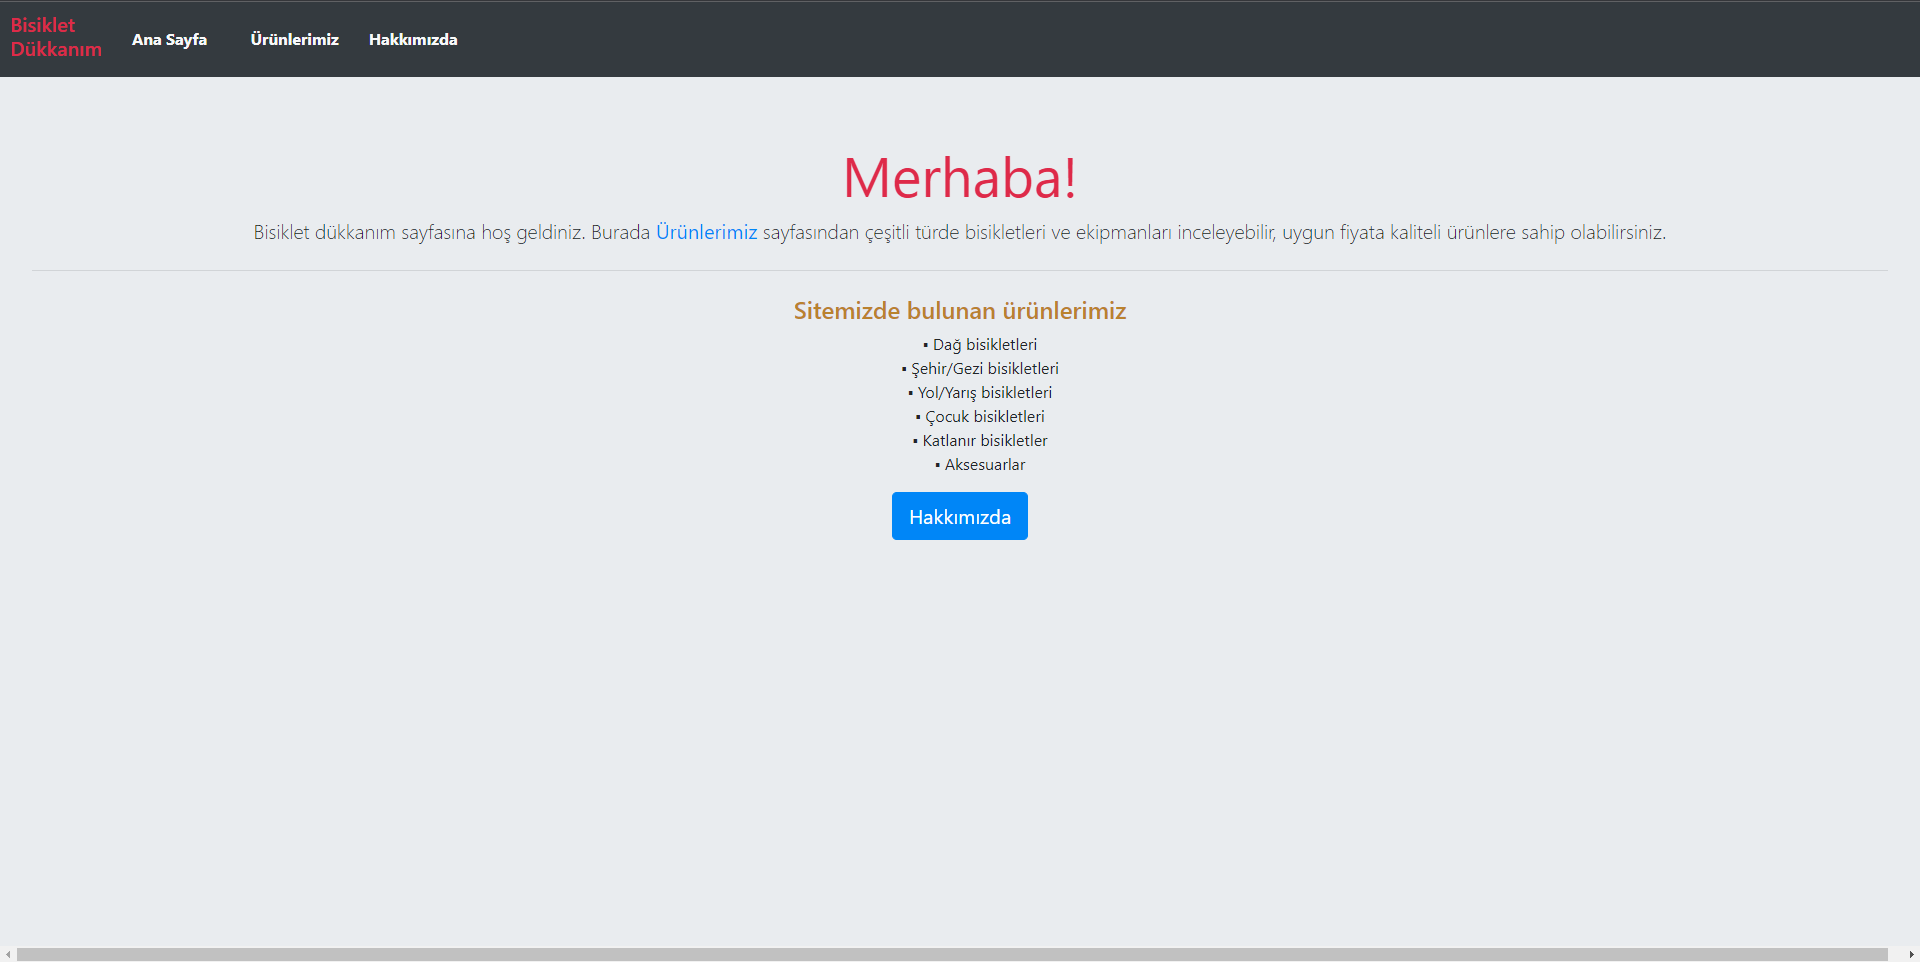 Bisiklet
Dükkanım
Ana Sayfa
Ürünlerimiz
Hakkımızda
Merhaba!
Bisiklet dükkanım sayfasına hoş geldiniz. Burada Ürünlerimiz sayfasından çeşitli türde bisikletleri ve ekipmanları inceleyebilir, uygun fiyata kaliteli ürünlere sahip olabilirsiniz.
Sitemizde bulunan ürünlerimiz
▪ Dağ bisikletleri
▪ Şehir/Gezi bisikletleri
▪ Yol/Yarış bisikletleri
▪ Çocuk bisikletleri
▪ Katlanır bisikletler
▪ Aksesuarlar
Hakkımızda